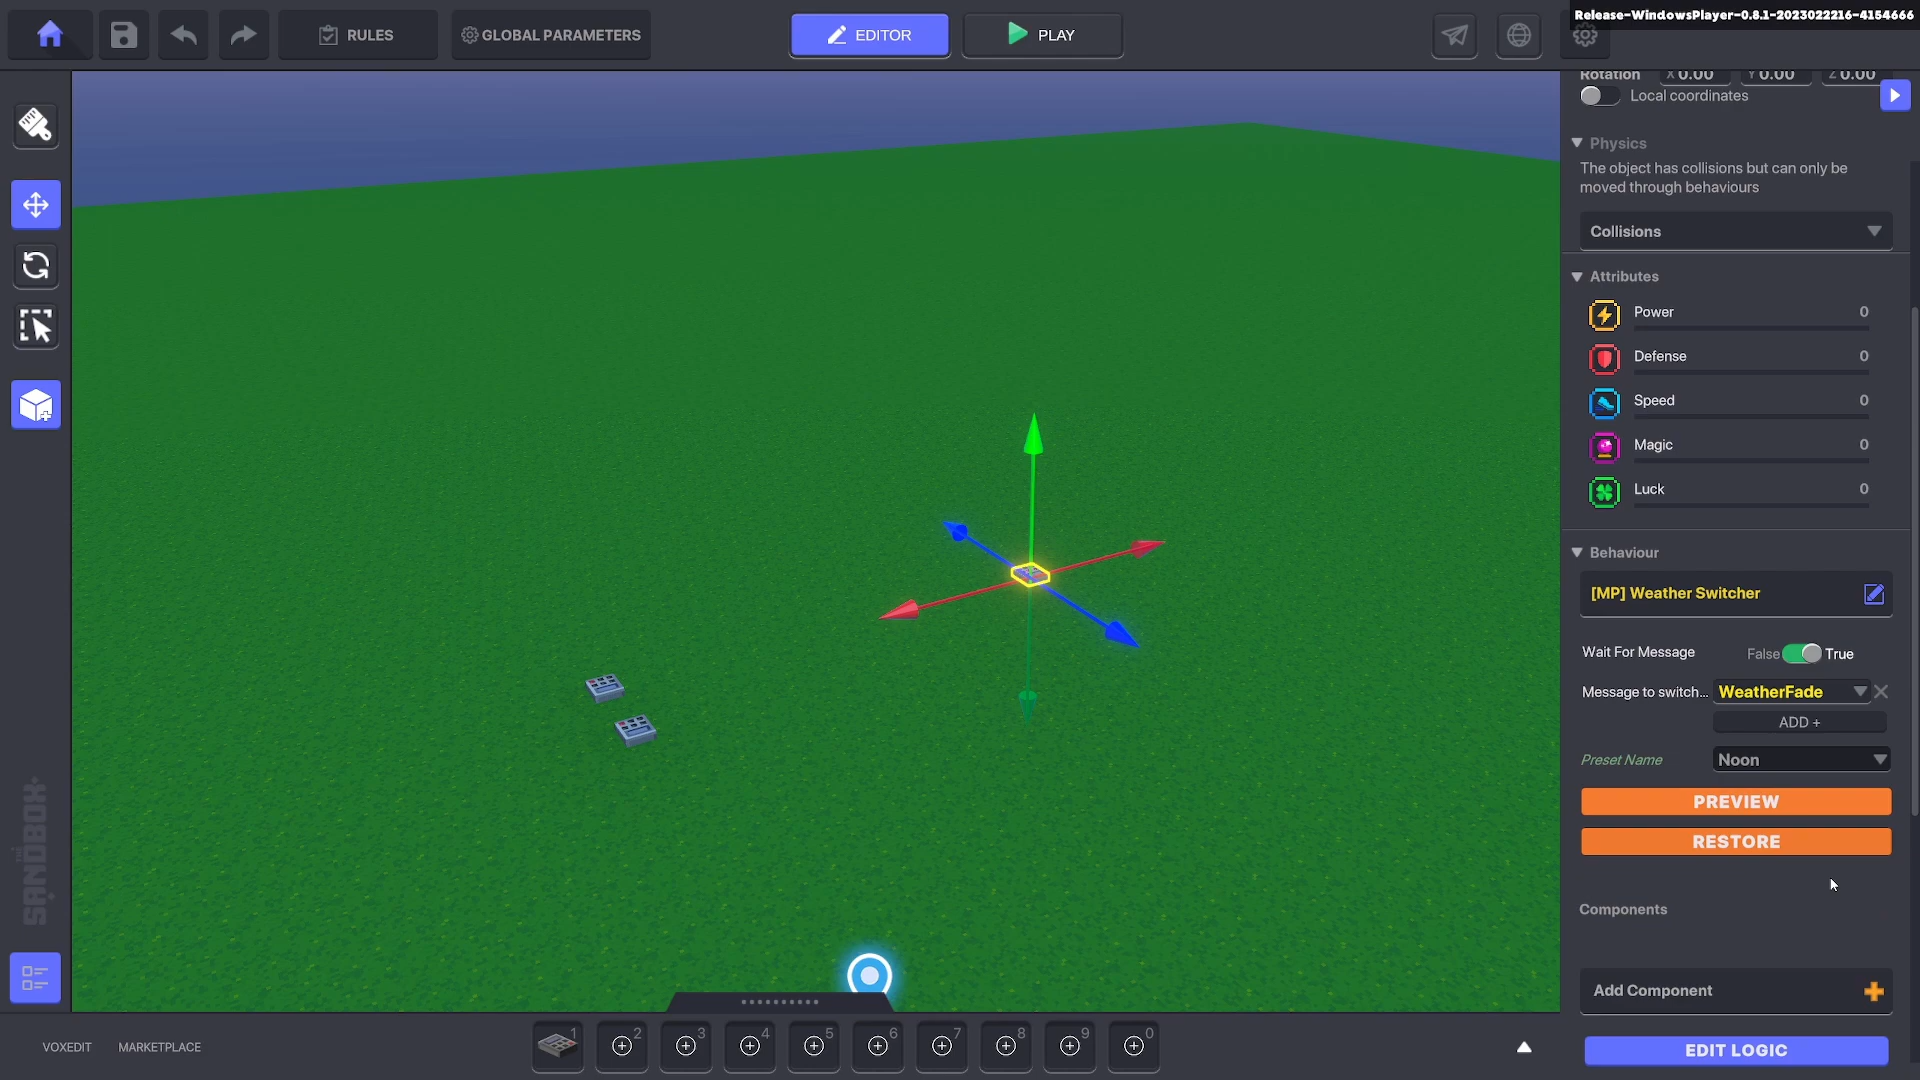 Release-WindowsPlayer-0.8.1-2023022216-4154666
RULES
GLOBAL PARAMETERS
EDITOR
PLAY
Rotation X 0.00 Y 0.00 Z 0.00
Local coordinates
Physics
The object has collisions but can only be
moved through behaviours
Collisions
Attributes
Power 0
Defense 0
Speed 0
Magic 0
Luck 0
Behaviour
[MP] Weather Switcher
Wait For Message False True
Message to switch... WeatherFade
ADD +
Preset Name Noon
PREVIEW
RESTORE
Components
Add Component
EDIT LOGIC
THE SANDBOX
VOXEDIT MARKETPLACE
1 2 3 4 5 6 7 8 9 0